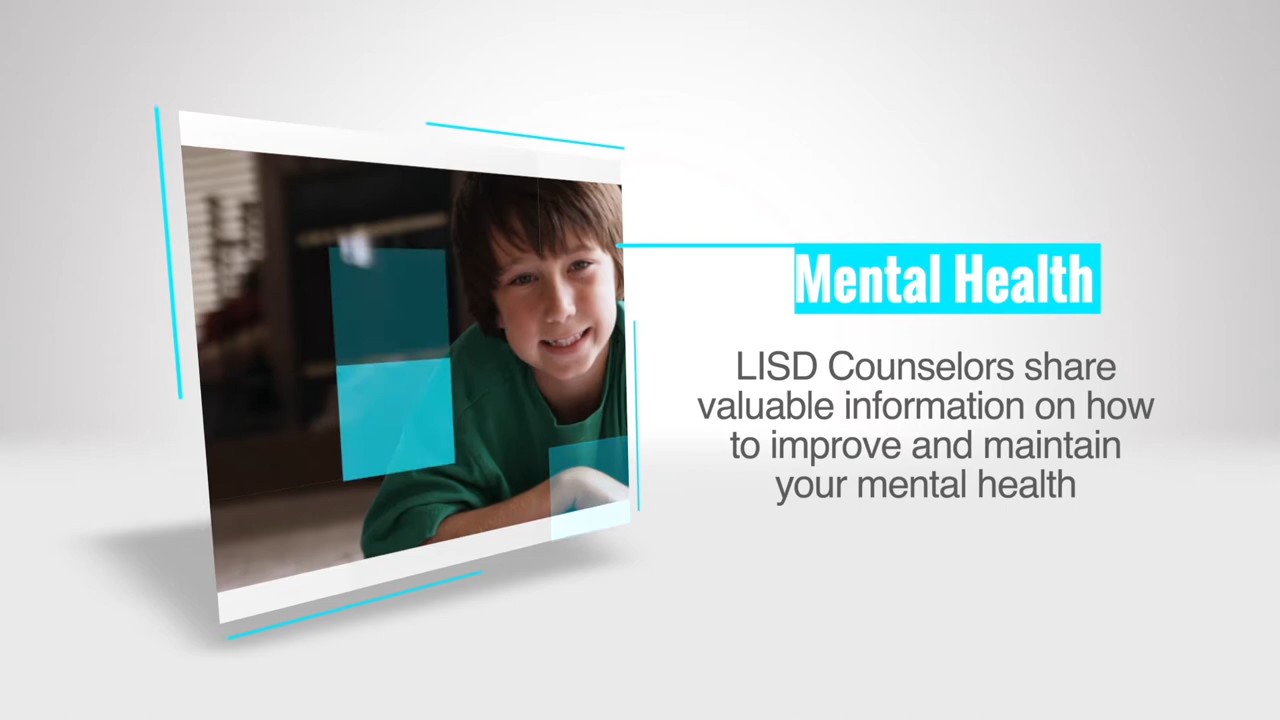 Mental Health
LISD Counselors share
valuable information on how
to improve and maintain
your mental health